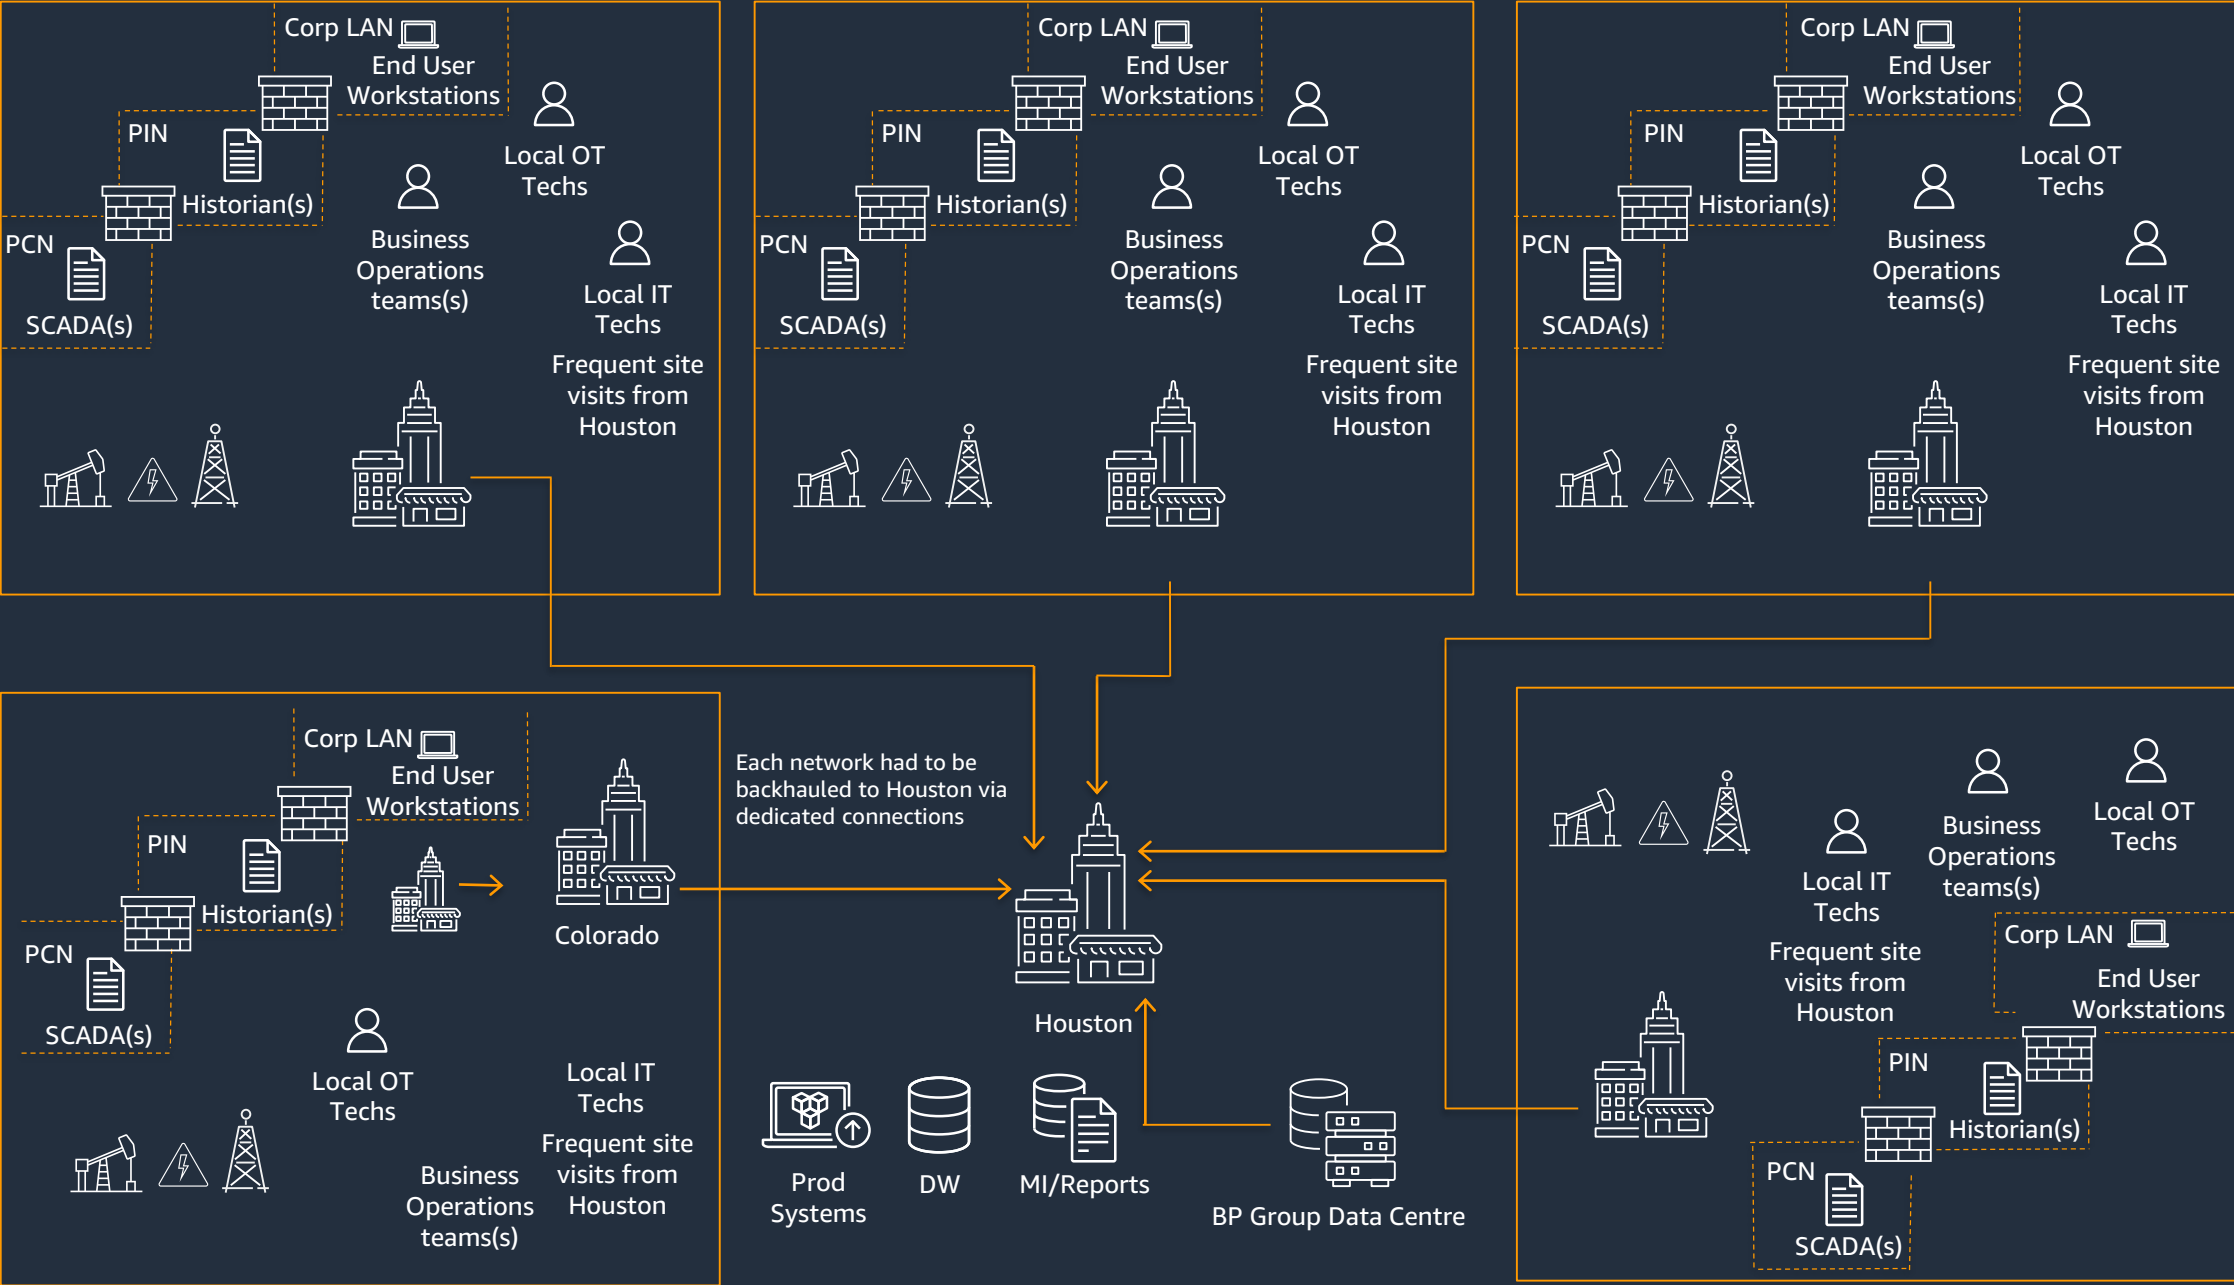 Corp LAN
End User
Workstations
PIN
Historian(s)
PCN
SCADA(s)
Local OT
Techs
Business
Operations
teams(s)
Local IT
Techs
Frequent site
visits from
Houston
Corp LAN
End User
Workstations
PIN
Historian(s)
PCN
SCADA(s)
Local OT
Techs
Business
Operations
teams(s)
Local IT
Techs
Frequent site
visits from
Houston
Corp LAN
End User
Workstations
PIN
Historian(s)
PCN
SCADA(s)
Local OT
Techs
Business
Operations
teams(s)
Local IT
Techs
Frequent site
visits from
Houston
Corp LAN
End User
Workstations
PIN
Historian(s)
PCN
SCADA(s)
Colorado
Local OT
Techs
Local IT
Techs
Frequent site
visits from
Houston
Business
Operations
teams(s)
Each network had to be
backhauled to Houston via
dedicated connections
Houston
Prod
Systems
DW
MI/Reports
BP Group Data Centre
Local OT
Techs
Business
Operations
teams(s)
Local IT
Techs
Frequent site
visits from
Houston
Corp LAN
End User
Workstations
PIN
Historian(s)
PCN
SCADA(s)